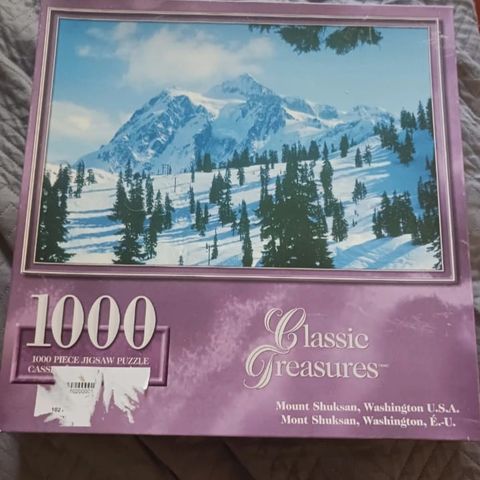 1000
1000 PIECE JIGSAW PUZZLE
Classic
Treasures
Mount Shuksan, Washington U.S.A.
Mont Shuksan, Washington, É.-U.